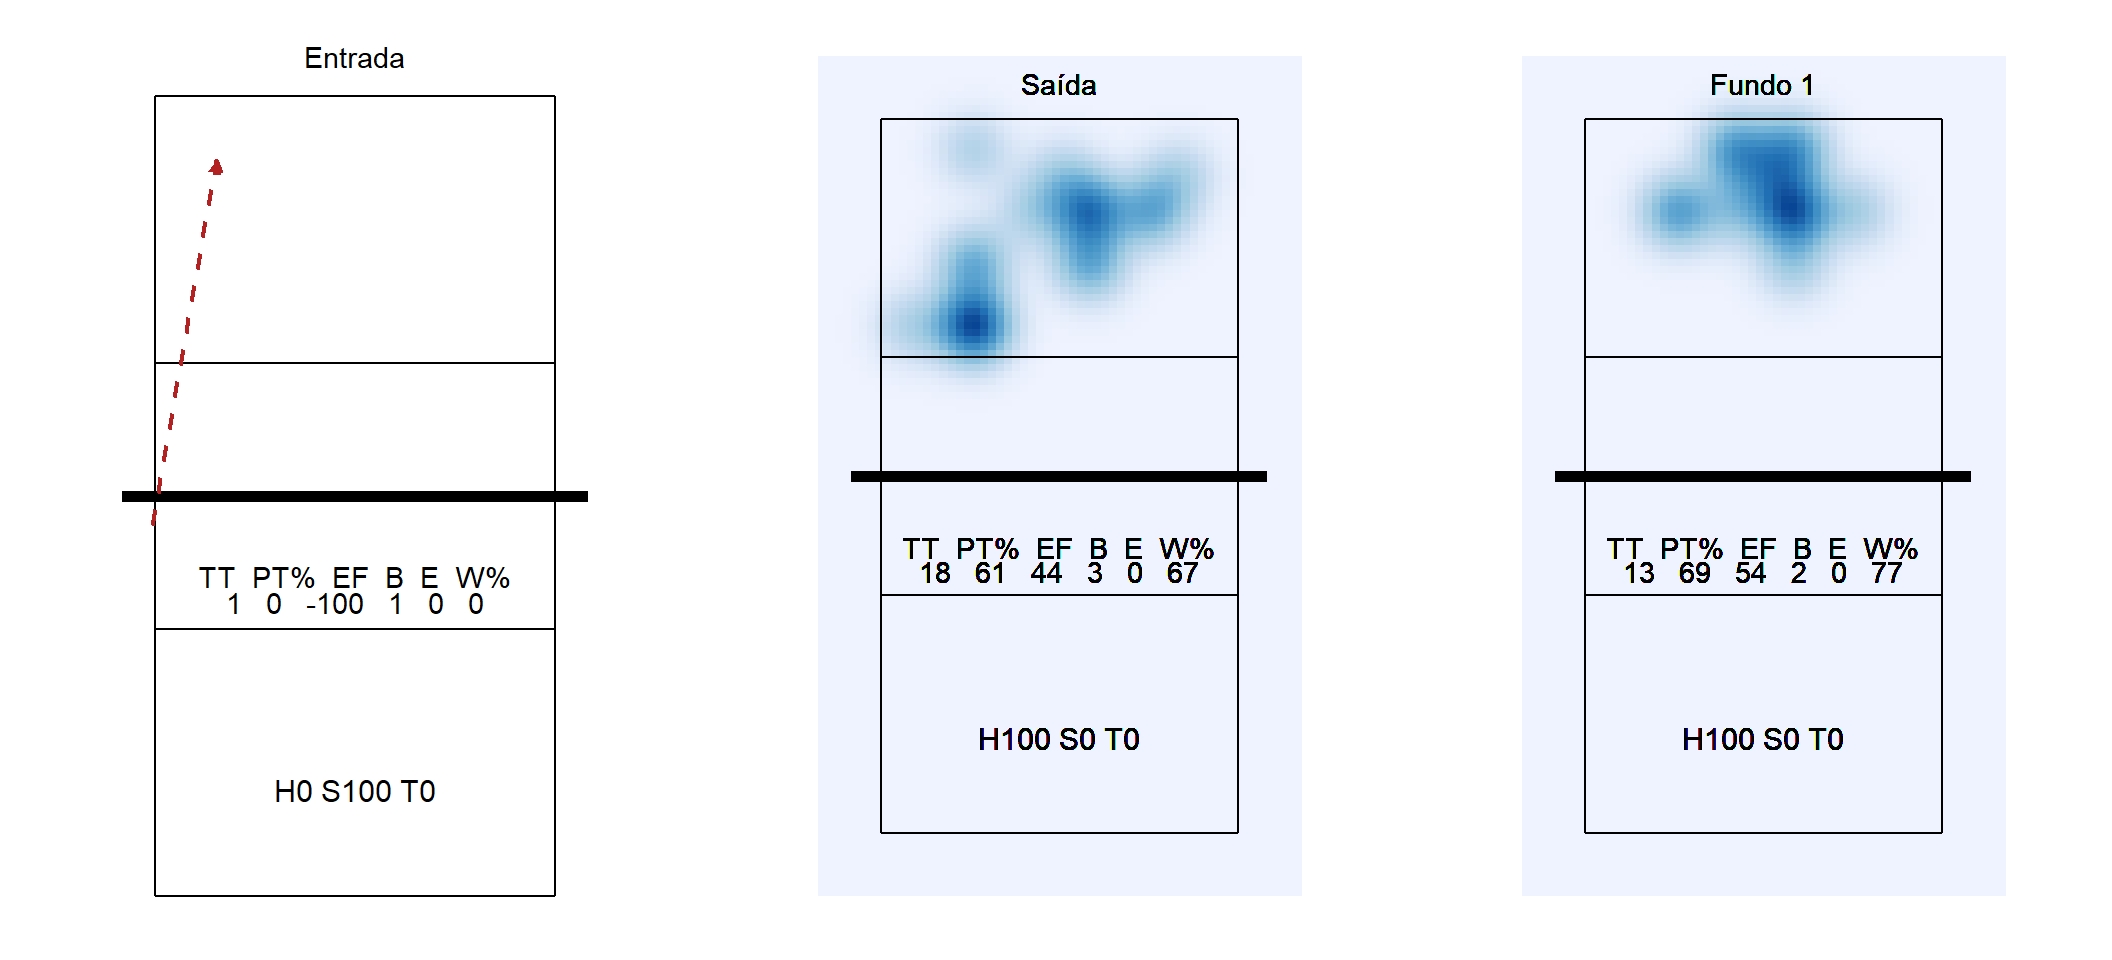 Entrada
TT PT% EF B E W%
1 0 -100 1 0 0
H0 S100 T0
Saída
TT PT% EF B E W%
18 61 44 3 0 67
H100 S0 T0
Fundo 1
TT PT% EF B E W%
13 69 54 2 0 77
H100 S0 T0